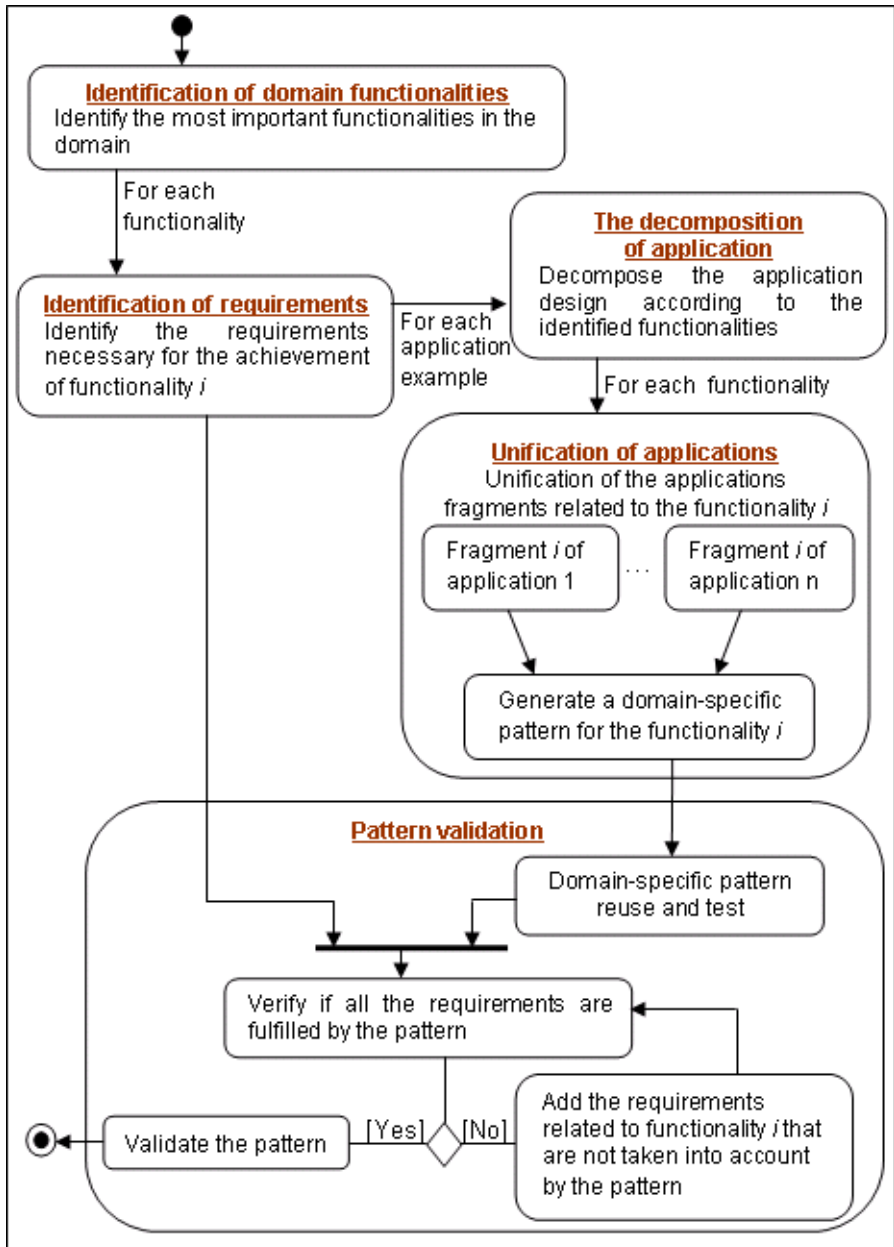 Identification of domain functionalities
Identify the most important functionalities in the
domain
For each
functionality
The decomposition
of application
Decompose the application
design according to the
identified functionalities
Identification of requirements
Identify the requirements
necessary for the achievement
of functionality i
For each
application
example
For each functionality
Unification of applications
Unification of the applications
fragments related to the functionality i
Fragment i of
application 1
...
Fragment i of
application n
Generate a domain-specific
pattern for the functionality i
Pattern validation
Domain-specific pattern
reuse and test
Verify if all the requirements are
fulfilled by the pattern
[Yes]
[No]
Validate the pattern
Add the requirements
related to functionality i that
are not taken into account
by the pattern